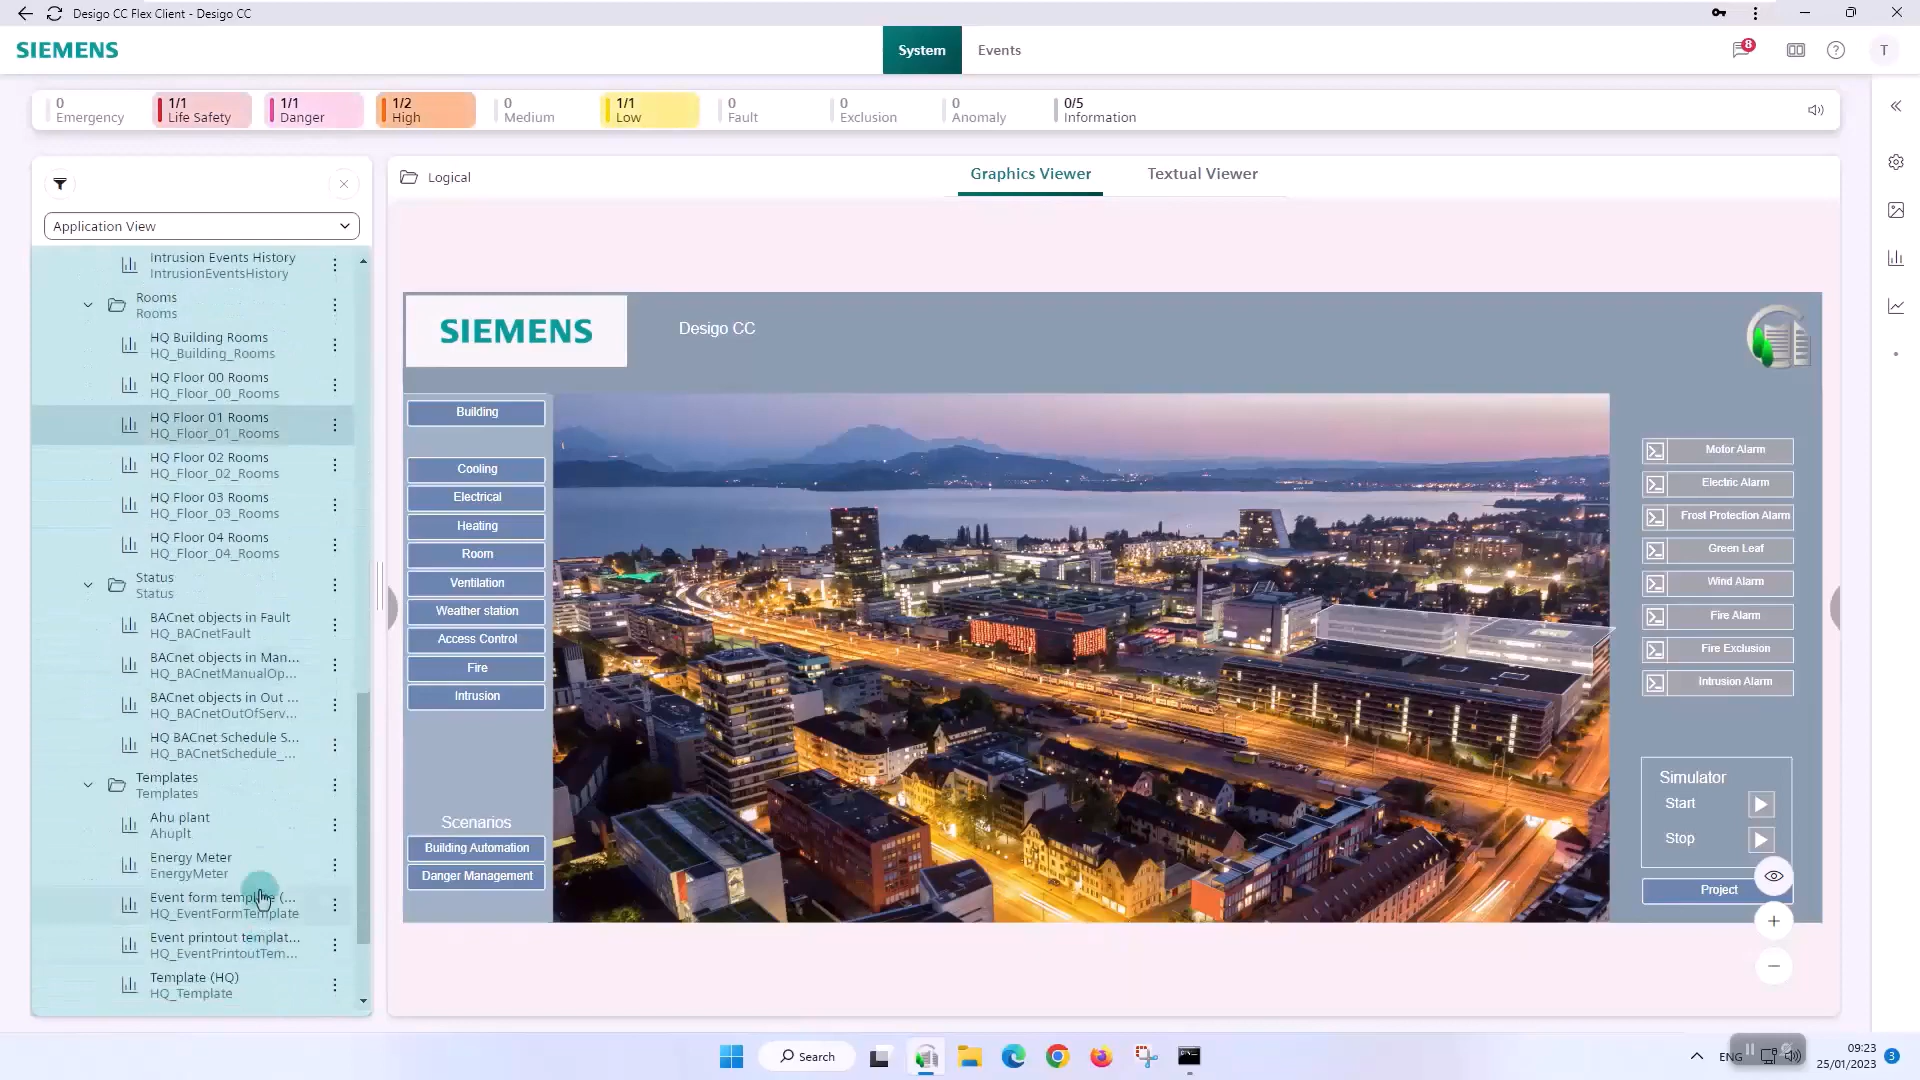 Desigo CC Flex Client - Desigo CC
SIEMENS
System
Events
8
T
0
Emergency
1/1
Life Safety
1/1
Danger
1/2
High
0
Medium
1/1
Low
0
Fault
0
Exclusion
0
Anomaly
0/5
Information
Application View
Intrusion Events History
IntrusionEventsHistory
Rooms
Rooms
HQ Building Rooms
HQ_Building_Rooms
HQ Floor 00 Rooms
HQ_Floor_00_Rooms
HQ Floor 01 Rooms
HQ_Floor_01_Rooms
HQ Floor 02 Rooms
HQ_Floor_02_Rooms
HQ Floor 03 Rooms
HQ_Floor_03_Rooms
HQ Floor 04 Rooms
HQ_Floor_04_Rooms
Status
Status
BACnet objects in Fault
HQ_BACnetFault
BACnet objects in Man...
HQ_BACnetManualOp...
BACnet objects in Out ...
HQ_BACnetOutOfServ...
HQ BACnet Schedule S...
HQ_BACnetSchedule_...
Templates
Templates
Ahu plant
Ahuplt
Energy Meter
EnergyMeter
Event form template (...
HQ_EventFormTemplate
Event printout templat...
HQ_EventPrintoutTem...
Template (HQ)
HQ_Template
Logical
Graphics Viewer
Textual Viewer
SIEMENS
Desigo CC
Building
Cooling
Electrical
Heating
Room
Ventilation
Weather station
Access Control
Fire
Intrusion
Scenarios
Building Automation
Danger Management
Motor Alarm
Electric Alarm
Frost Protection Alarm
Green Leaf
Wind Alarm
Fire Alarm
Fire Exclusion
Intrusion Alarm
Simulator
Start
Stop
Project
Search
ENG
09:23
25/01/2023
3